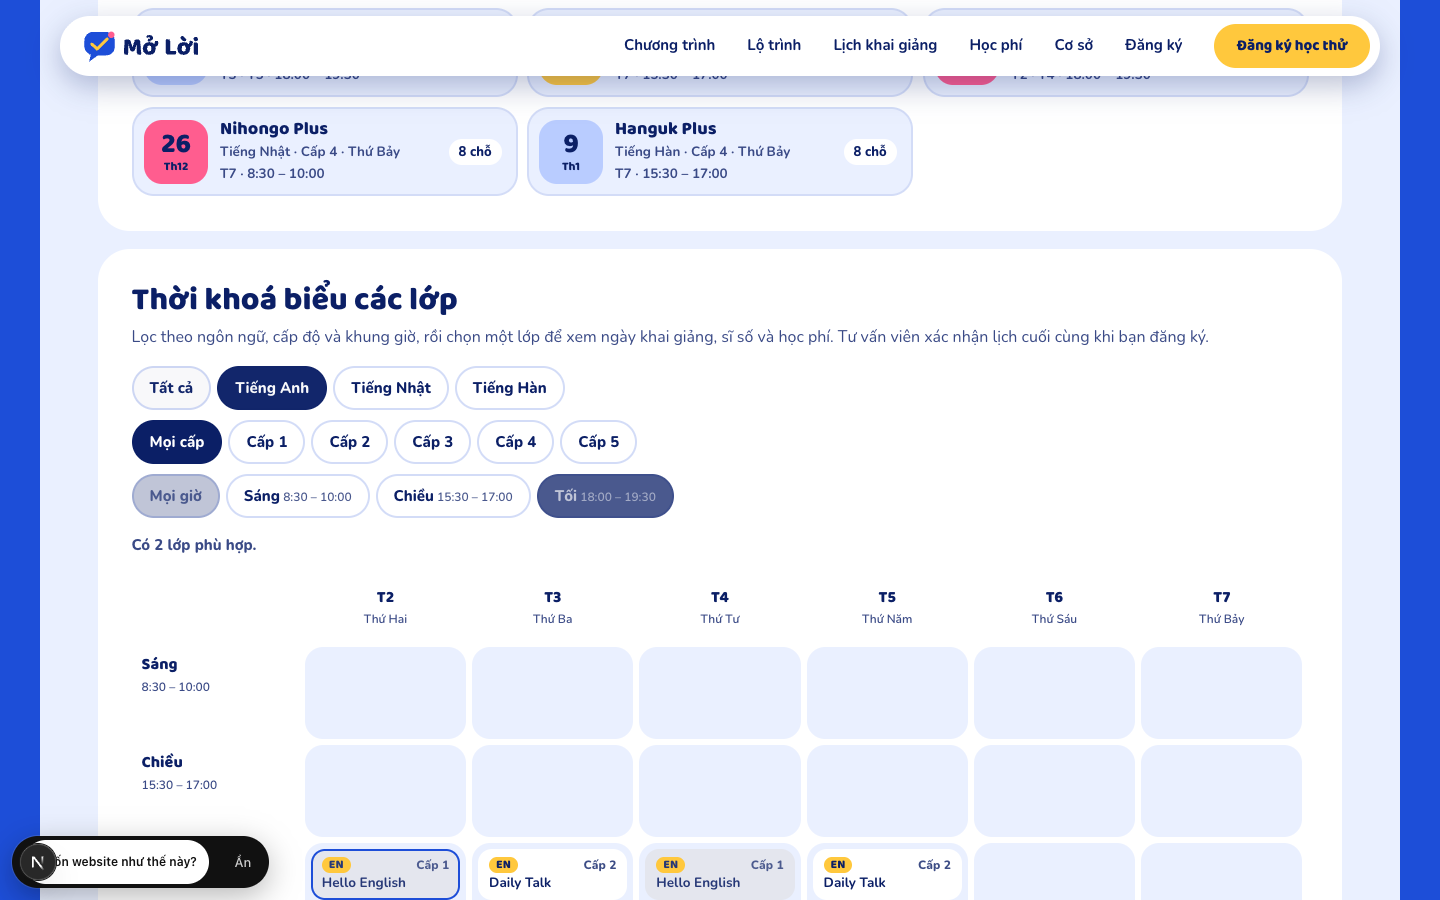 Mở Lời
Chương trình
Lộ trình
Lịch khai giảng
Học phí
Cơ sở
Đăng ký
Đăng ký học thử
26
Th12
Nihongo Plus
Tiếng Nhật · Cấp 4 · Thứ Bảy
T7 · 8:30 – 10:00
8 chỗ
9
Th1
Hanguk Plus
Tiếng Hàn · Cấp 4 · Thứ Bảy
T7 · 15:30 – 17:00
8 chỗ
Thời khoá biểu các lớp
Lọc theo ngôn ngữ, cấp độ và khung giờ, rồi chọn một lớp để xem ngày khai giảng, sĩ số và học phí. Tư vấn viên xác nhận lịch cuối cùng khi bạn đăng ký.
Tất cả
Tiếng Anh
Tiếng Nhật
Tiếng Hàn
Mọi cấp
Cấp 1
Cấp 2
Cấp 3
Cấp 4
Cấp 5
Mọi giờ
Sáng 8:30 – 10:00
Chiều 15:30 – 17:00
Tối 18:00 – 19:30
Có 2 lớp phù hợp.
T2
Thứ Hai
T3
Thứ Ba
T4
Thứ Tư
T5
Thứ Năm
T6
Thứ Sáu
T7
Thứ Bảy
Sáng
8:30 – 10:00
Chiều
15:30 – 17:00
EN
Cấp 1
Hello English
EN
Cấp 2
Daily Talk
EN
Cấp 1
Hello English
EN
Cấp 2
Daily Talk
N
website như thế này?
Ẩn